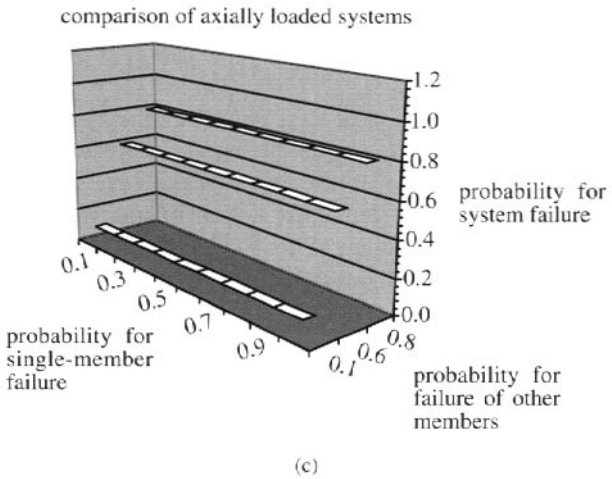 comparison of axially loaded systems
1.2
1.0
0.8
0.6
0.4
0.2
0.0
probability for
system failure
0.1
0.3
0.5
0.7
0.9
0.1
0.6
0.8
probability for
single-member
failure
probability for
failure of other
members
(c)